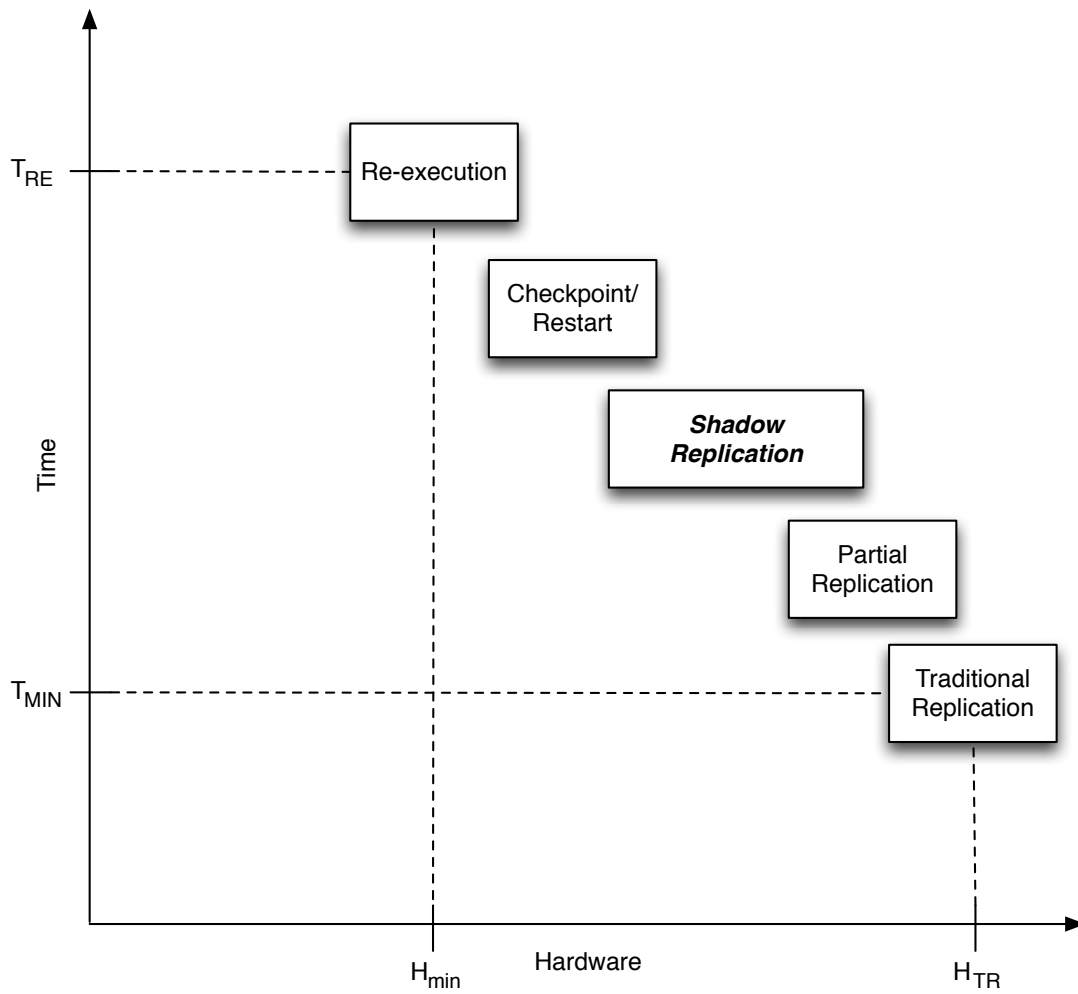 T_RE
Re-execution
Checkpoint/
Restart
Shadow
Replication
Time
Partial
Replication
T_MIN
Traditional
Replication
H_min
Hardware
H_TR